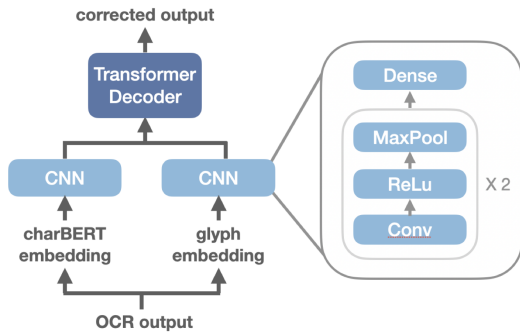 corrected output
Transformer
Decoder
CNN
CNN
charBERT
embedding
glyph
embedding
OCR output
Dense
MaxPool
ReLu
Conv
X 2